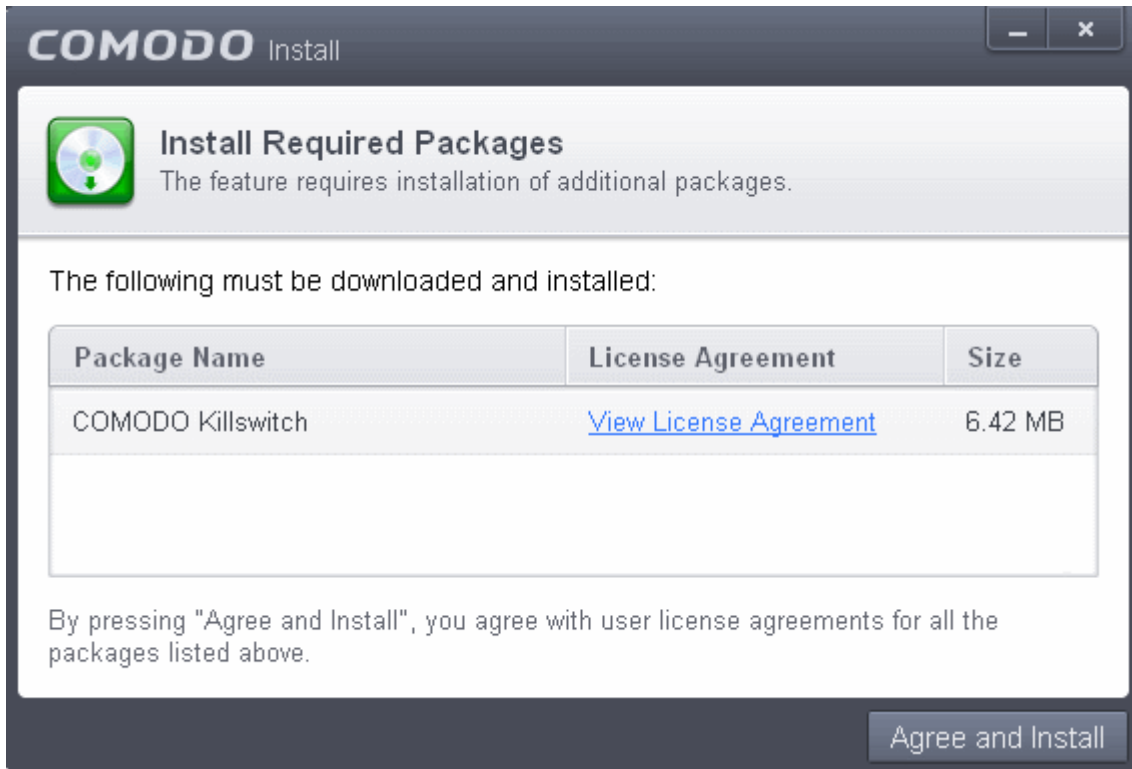 COMODO Install
Install Required Packages
The feature requires installation of additional packages.
The following must be downloaded and installed:
Package Name License Agreement Size
COMODO Killswitch View License Agreement 6.42 MB
By pressing "Agree and Install", you agree with user license agreements for all the
packages listed above.
Agree and Install